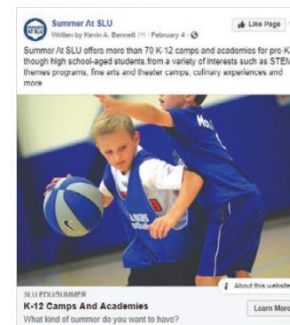 Summer At SLU
Like Page
Written by Kevin A. Bennett [?] · February 4 ·
Summer At SLU offers more than 70 K-12 camps and academies for pre-K
though high school-aged students.from a variety of interests such as STEM
themes programs, fine arts and theater camps, culinary experiences and
more
About this website
SLU.EDU/SUMMER
K-12 Camps And Academies
Learn More
What kind of summer do you want to have?